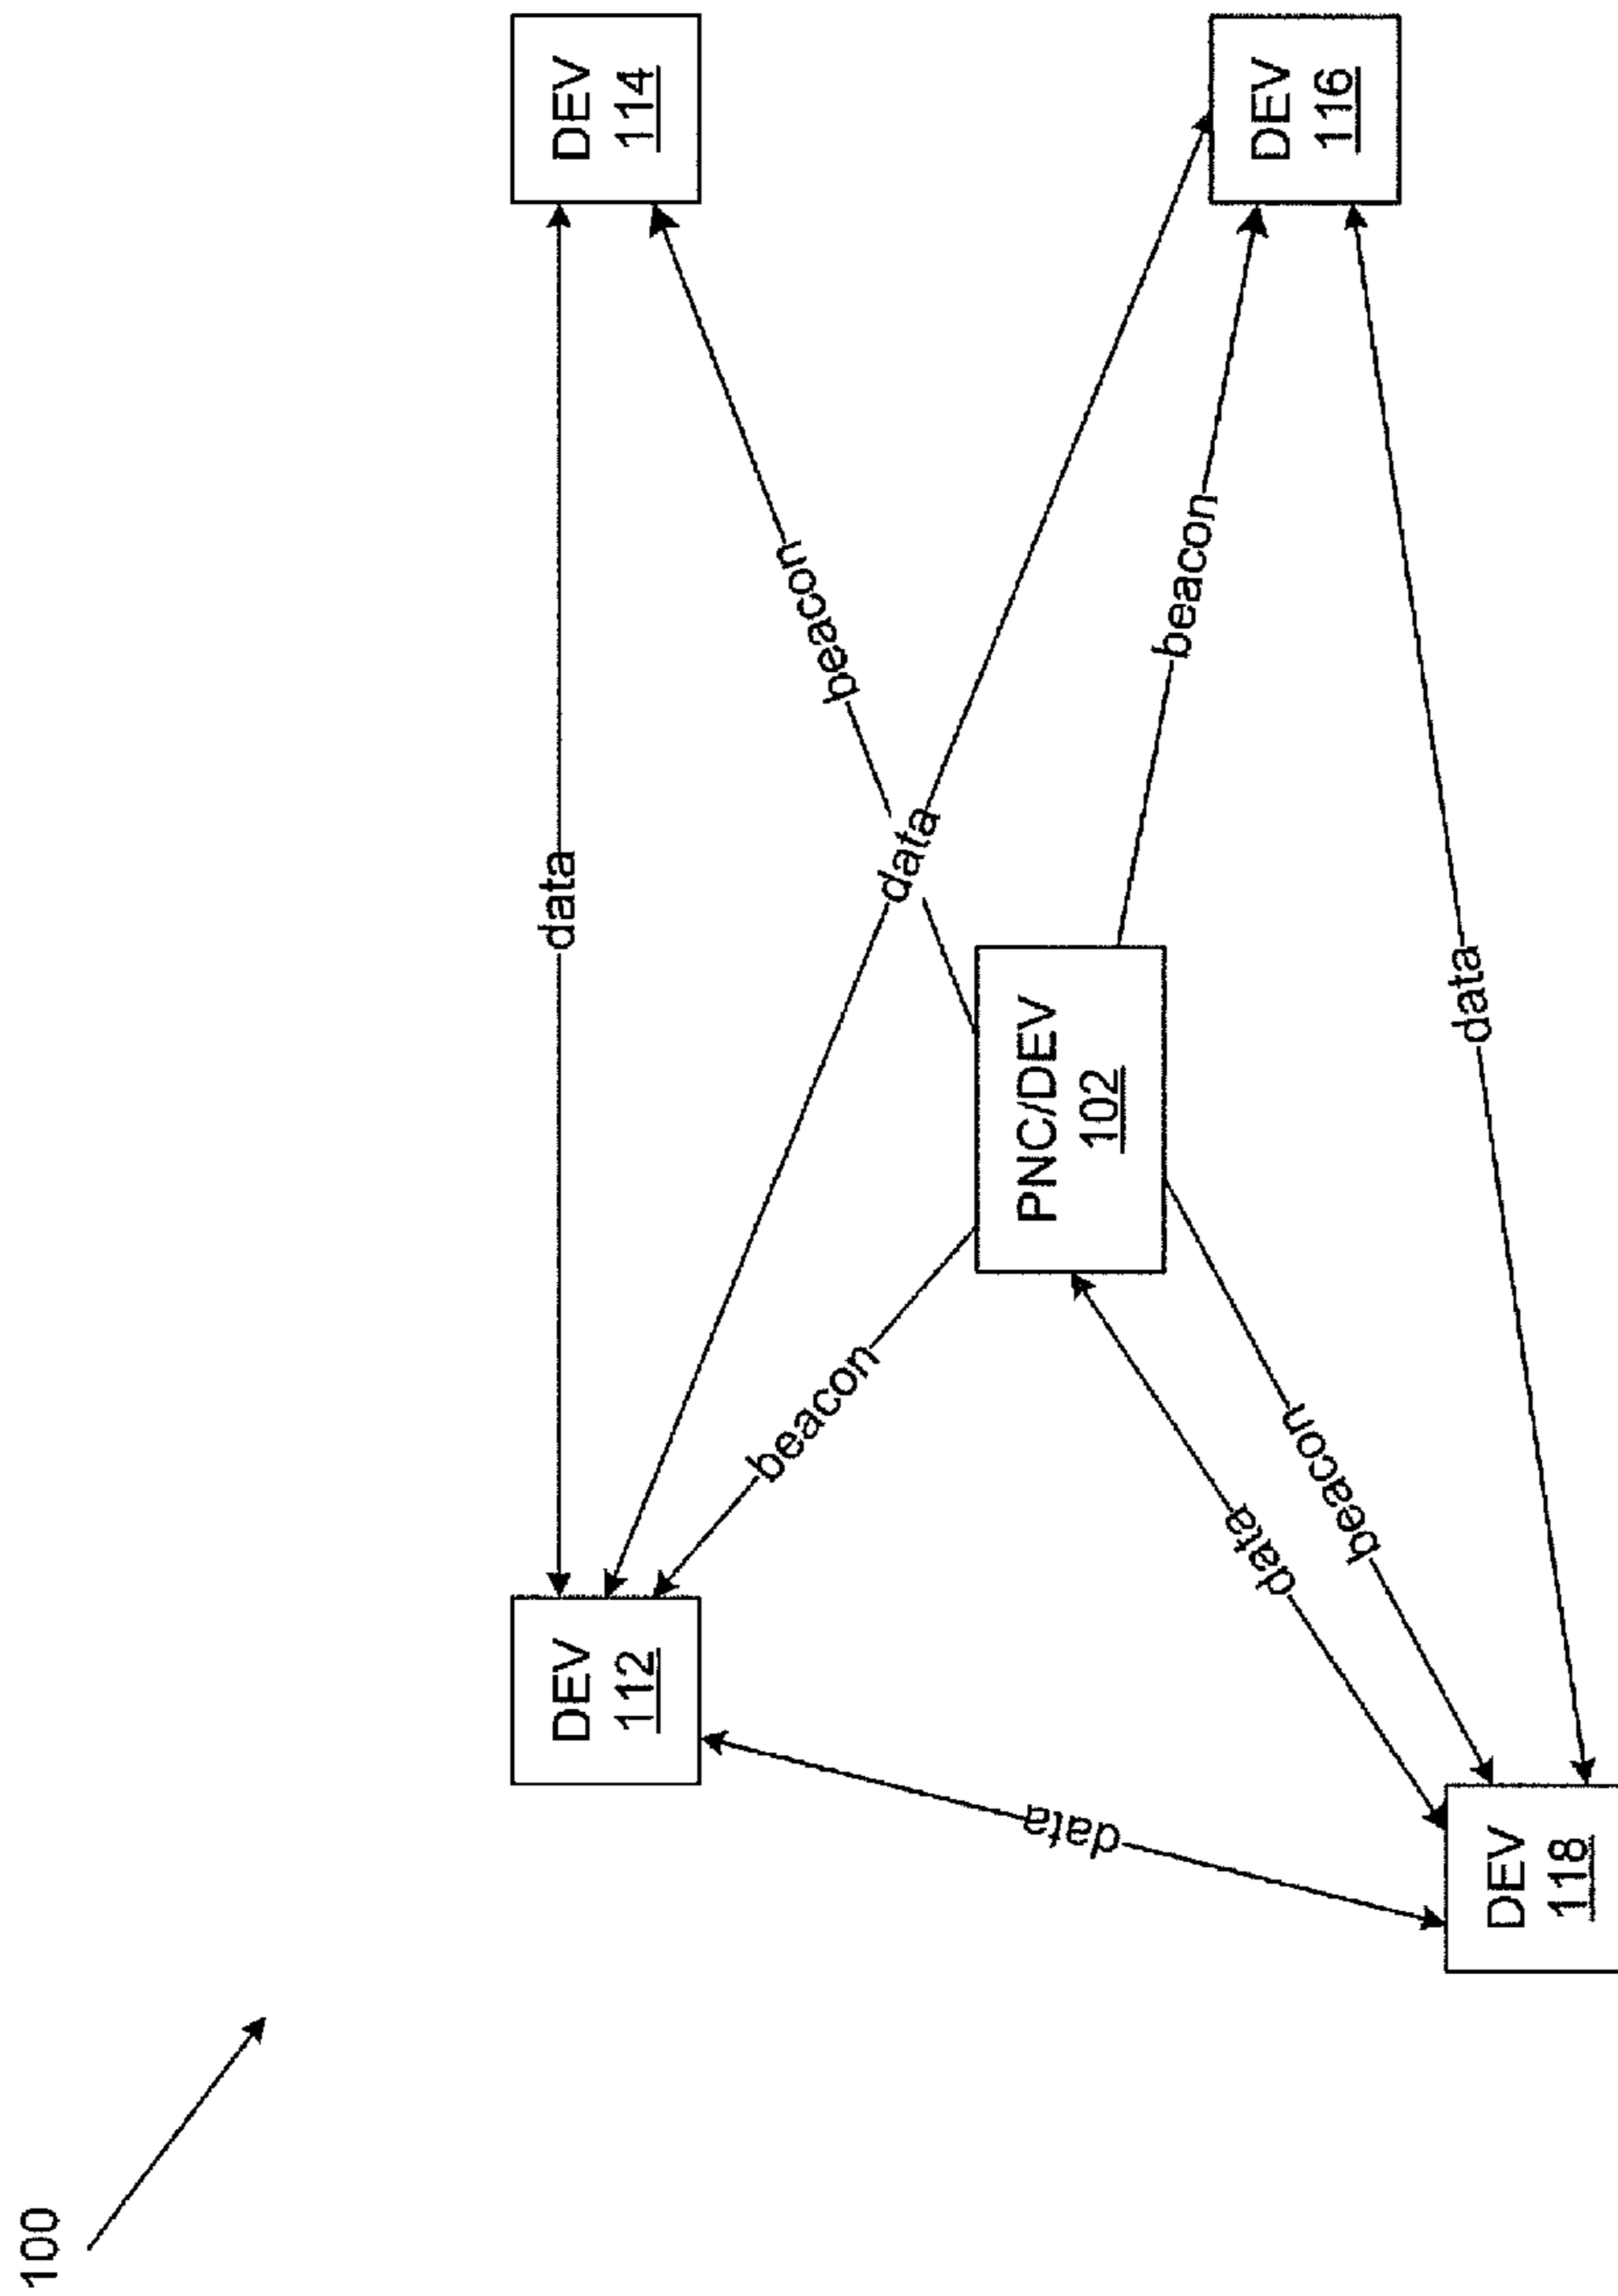 100
DEV
112
data
DEV
114
data
beacon
beacon
data
PNC/DEV
102
beacon
data
beacon
DEV
118
data
DEV
116